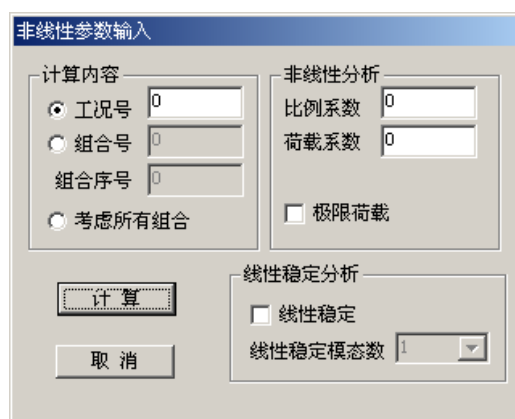 非线性参数输入
计算内容
工况号 0
组合号 0
组合序号 0
考虑所有组合
非线性分析
比例系数 0
荷载系数 0
极限荷载
计 算
取 消
线性稳定分析
线性稳定
线性稳定模态数 1